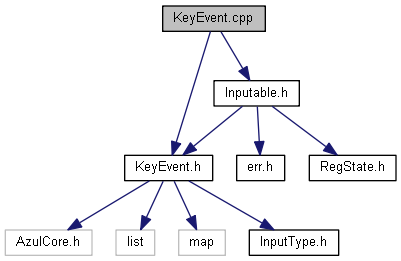 KeyEvent.cpp
Inputable.h
KeyEvent.h err.h RegState.h
AzulCore.h list map InputType.h